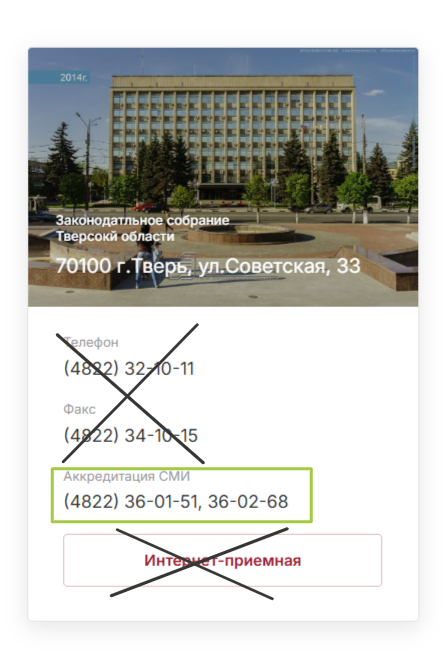 2014г.
Законодатльное собрание
Тверсокй области
70100 г.Тверь, ул.Советская, 33
Телефон
(4822) 32-10-11
Факс
(4822) 34-10-15
Аккредитация СМИ
(4822) 36-01-51, 36-02-68
Интернет-приемная